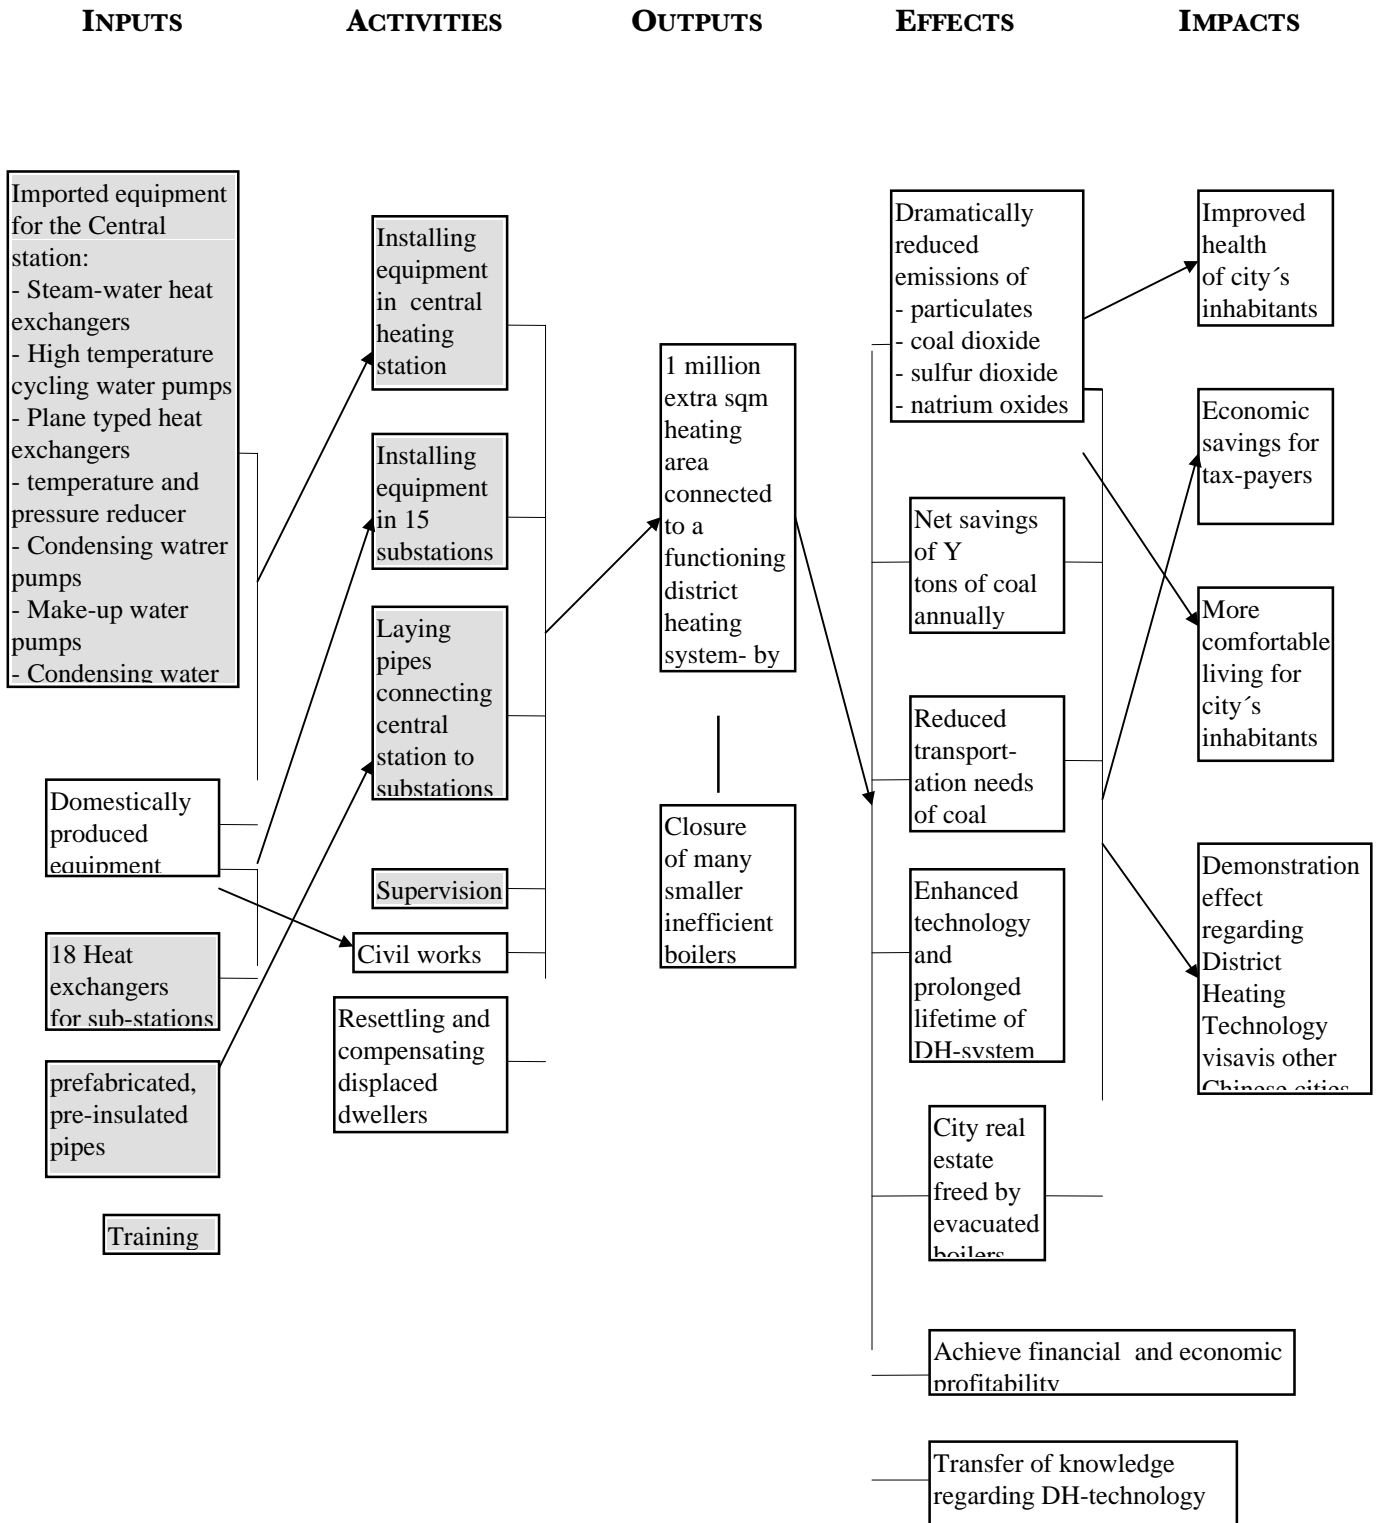 INPUTS ACTIVITIES OUTPUTS EFFECTS IMPACTS
Imported equipment
for the Central
station:
- Steam-water heat
exchangers
- High temperature
cycling water pumps
- Plane typed heat
exchangers
- temperature and
pressure reducer
- Condensing watrer
pumps
- Make-up water
pumps
- Condensing water
Domestically
produced
equipment
18 Heat
exchangers
for sub-stations
prefabricated,
pre-insulated
pipes
Training
Installing
equipment
in central
heating
station
Installing
equipment
in 15
substations
Laying
pipes
connecting
central
station to
substations
Supervision
Civil works
Resettling and
compensating
displaced
dwellers
1 million
extra sqm
heating
area
connected
to a
functioning
district
heating
system- by
Closure
of many
smaller
inefficient
boilers
Dramatically
reduced
emissions of
- particulates
- coal dioxide
- sulfur dioxide
- natrium oxides
Net savings
of Y
tons of coal
annually
Reduced
transport-
ation needs
of coal
Enhanced
technology
and
prolonged
lifetime of
DH-system
City real
estate
freed by
evacuated
boilers
Achieve financial and economic
profitability
Transfer of knowledge
regarding DH-technology
Improved
health
of city´s
inhabitants
Economic
savings for
tax-payers
More
comfortable
living for
city´s
inhabitants
Demonstration
effect
regarding
District
Heating
Technology
visavis other
Chinese cities